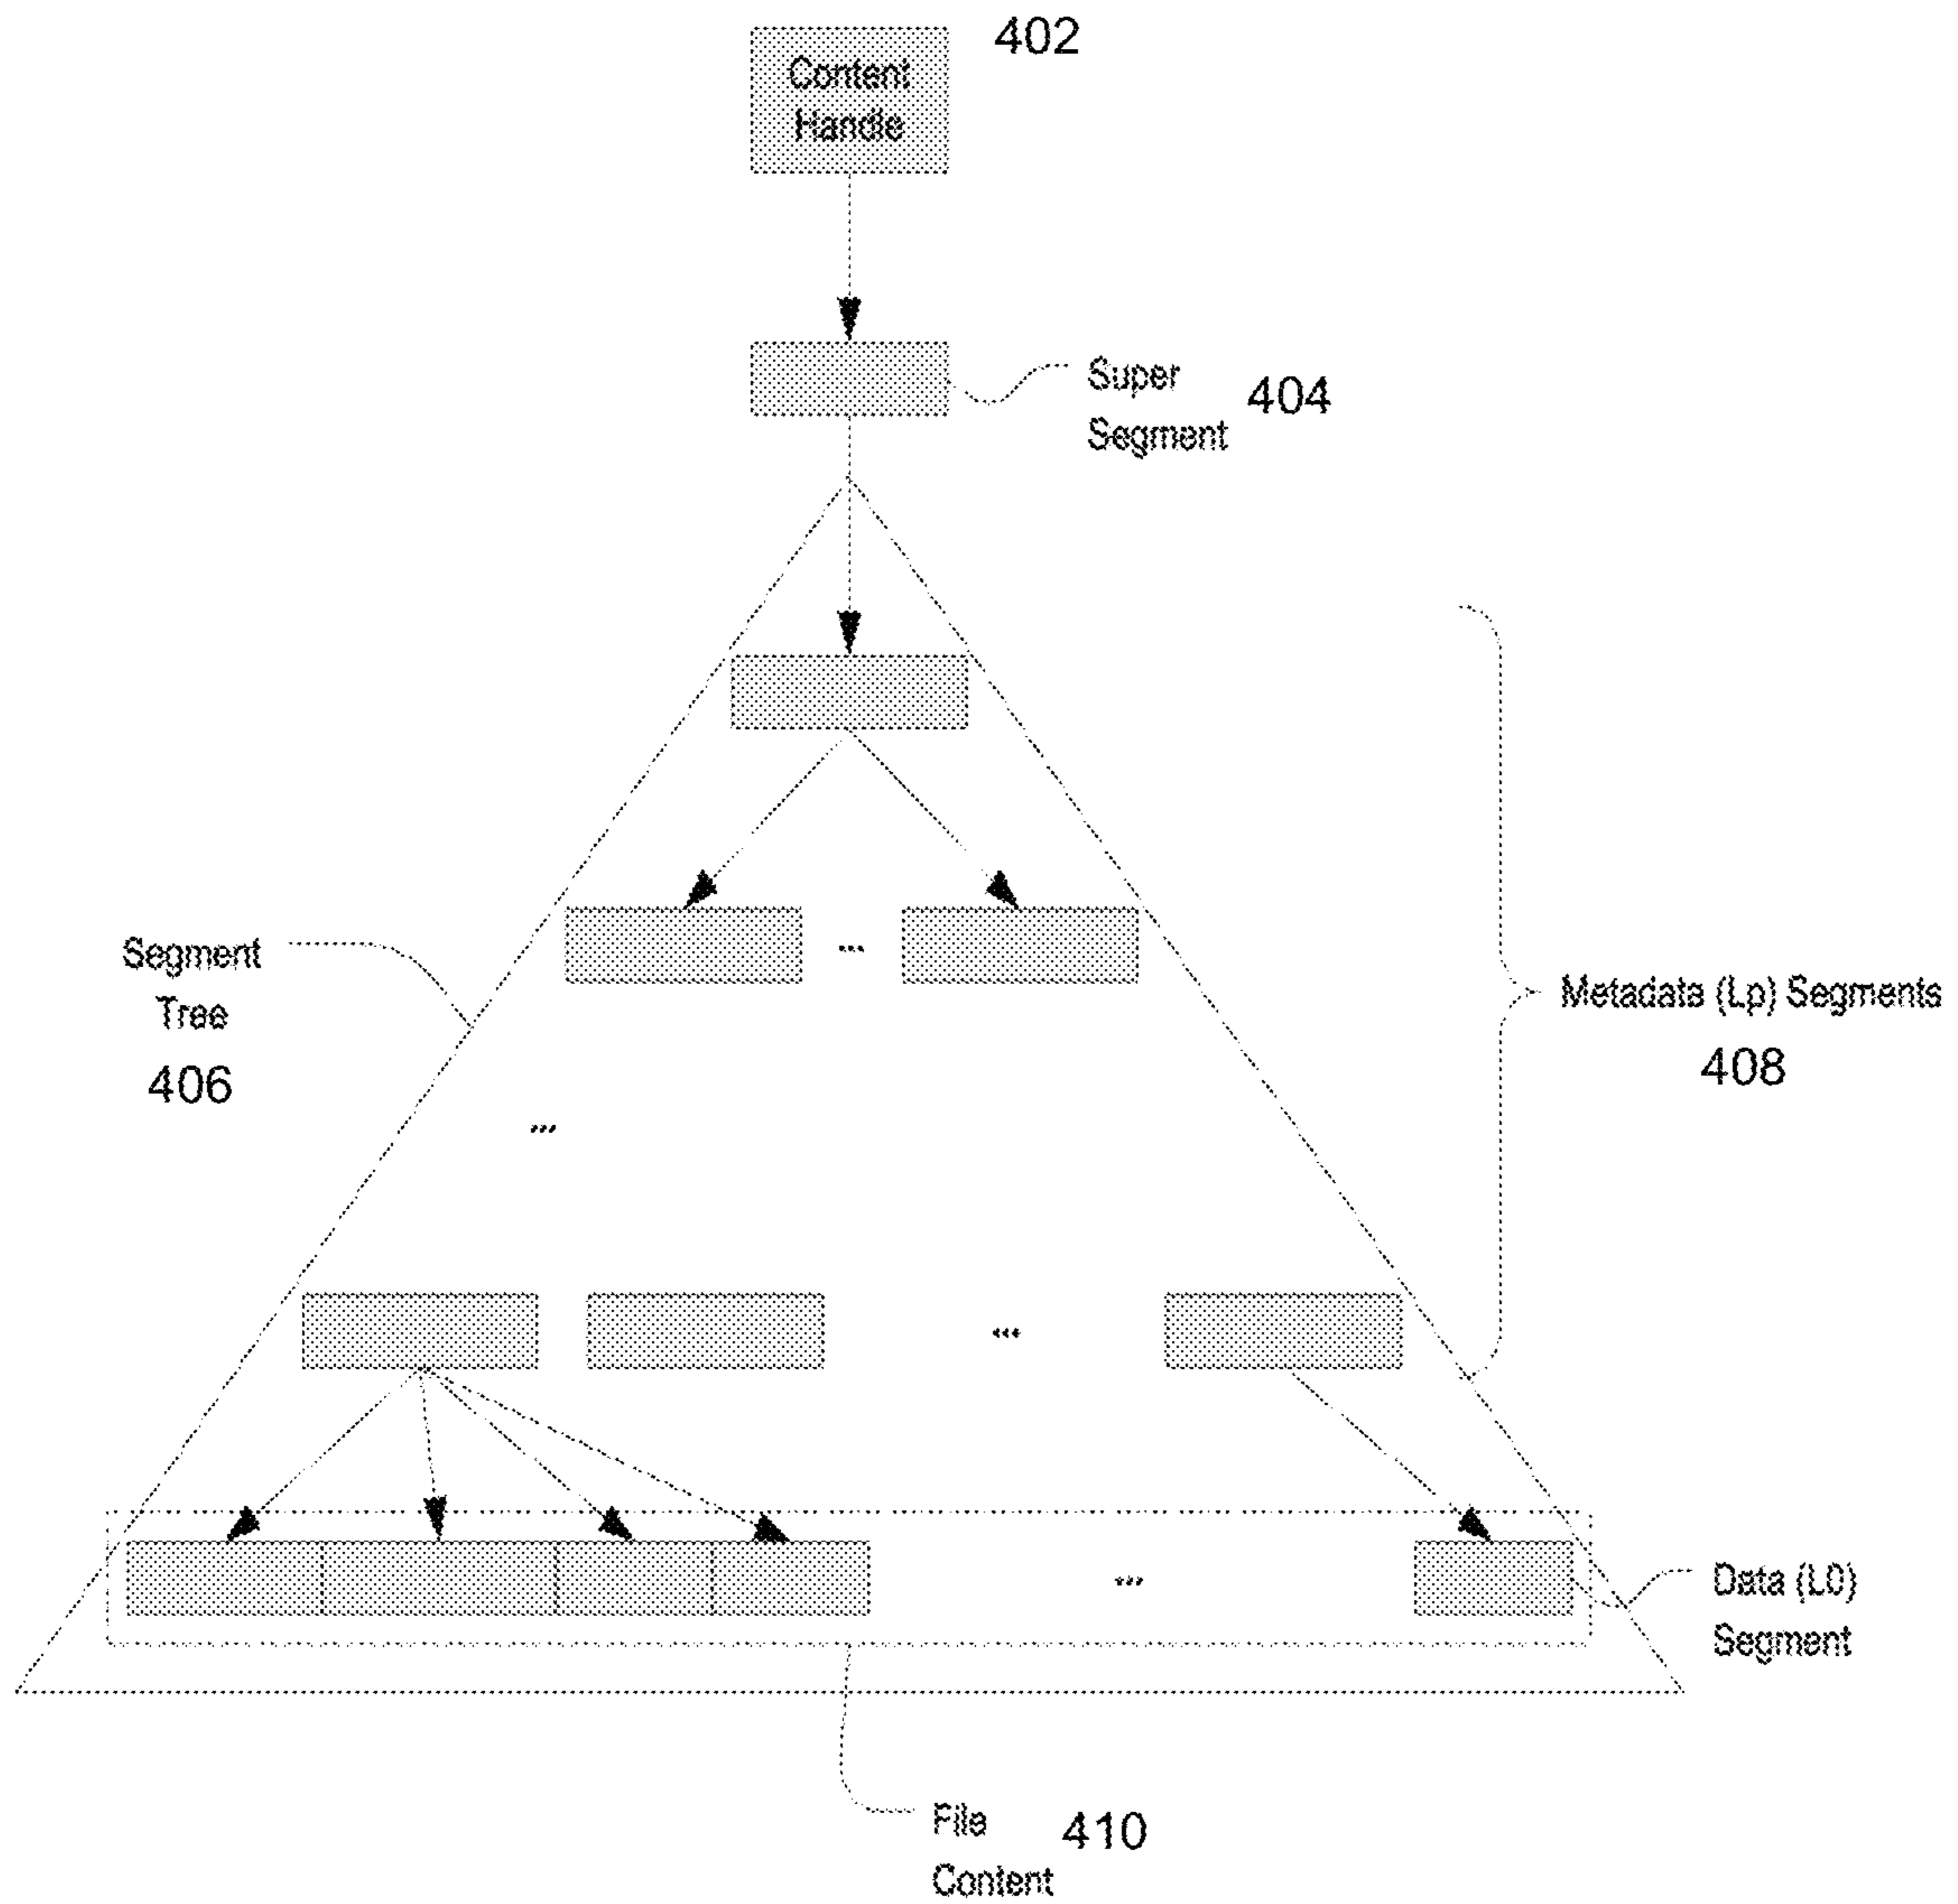 402
Content
Handle
Super
Segment
404
Segment
Tree
406
...
...
Metadata (Lp) Segments
408
...
...
Data (L0)
Segment
File
Content
410